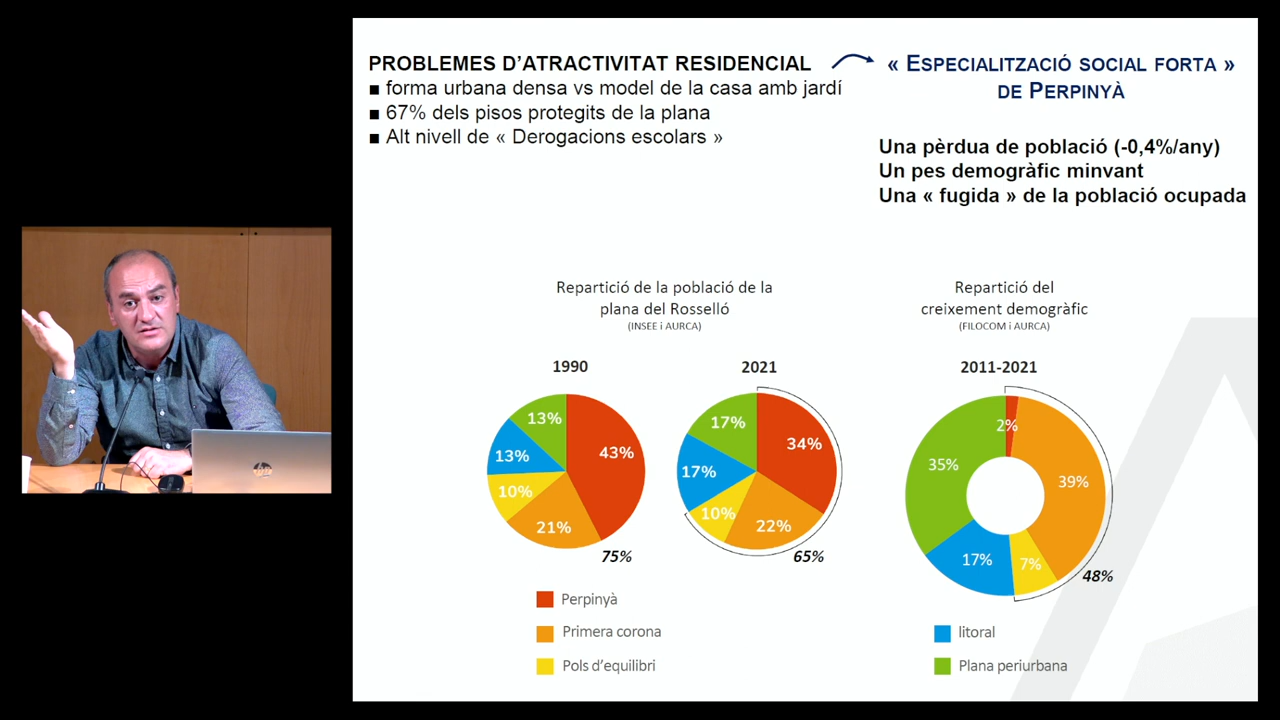 PROBLEMES D’ATRACTIVITAT RESIDENCIAL
■ forma urbana densa vs model de la casa amb jardí
■ 67% dels pisos protegits de la plana
■ Alt nivell de « Derogacions escolars »
« ESPECIALITZACIÓ SOCIAL FORTA »
DE PERPINYÀ
Una pèrdua de població (-0,4%/any)
Un pes demogràfic minvant
Una « fugida » de la població ocupada
Repartició de la població de la
plana del Rosselló
(INSEE i AURCA)
1990
13%
43%
13%
10%
21%
75%
2021
17%
34%
17%
10%
22%
65%
Repartició del
creixement demogràfic
(FILOCOM i AURCA)
2011-2021
2%
35%
39%
17%
7%
48%
Perpinyà
Primera corona
Pols d’equilibri
litoral
Plana periurbana
hp